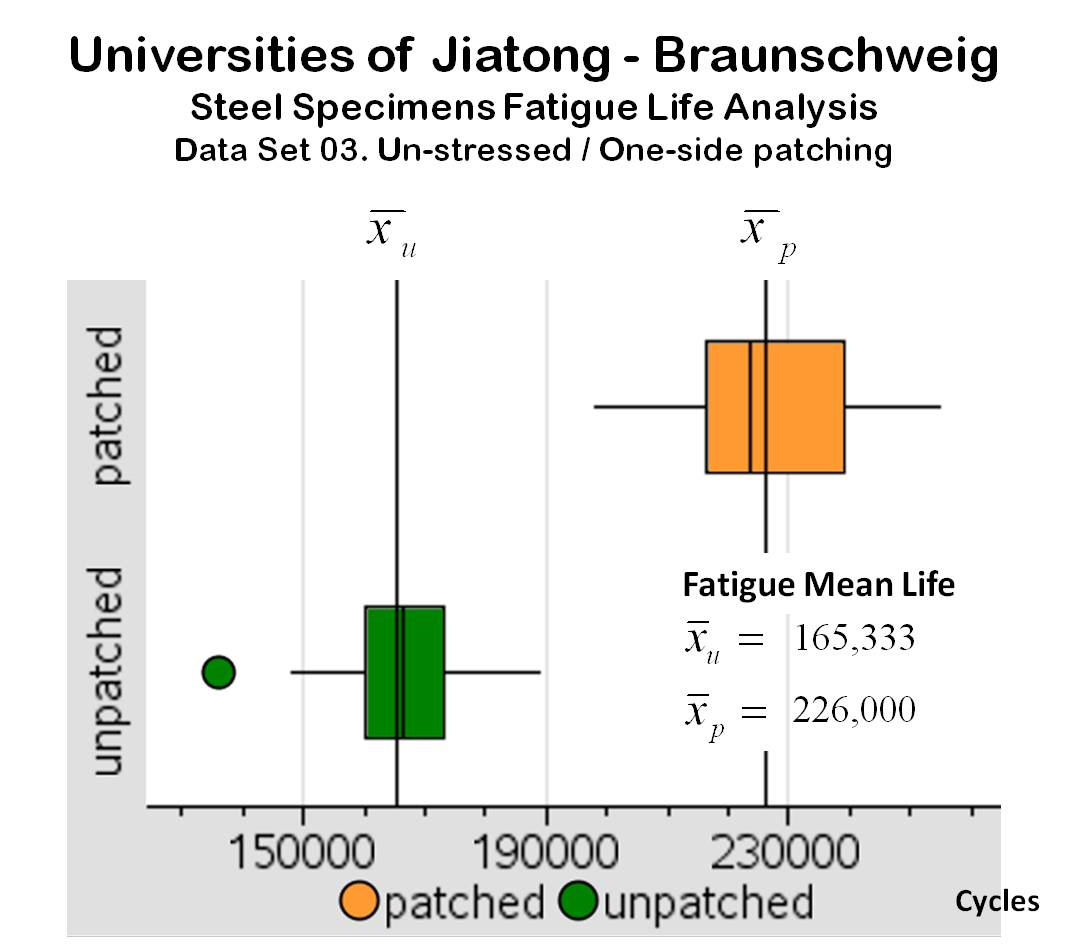 Universities of Jiatong - Braunschweig
Steel Specimens Fatigue Life Analysis
Data Set 03. Un-stressed / One-side patching
x̅ u x̅ p
patched
unpatched
Fatigue Mean Life
x̅u = 165,333
x̅p = 226,000
150000 190000 230000
patched unpatched Cycles